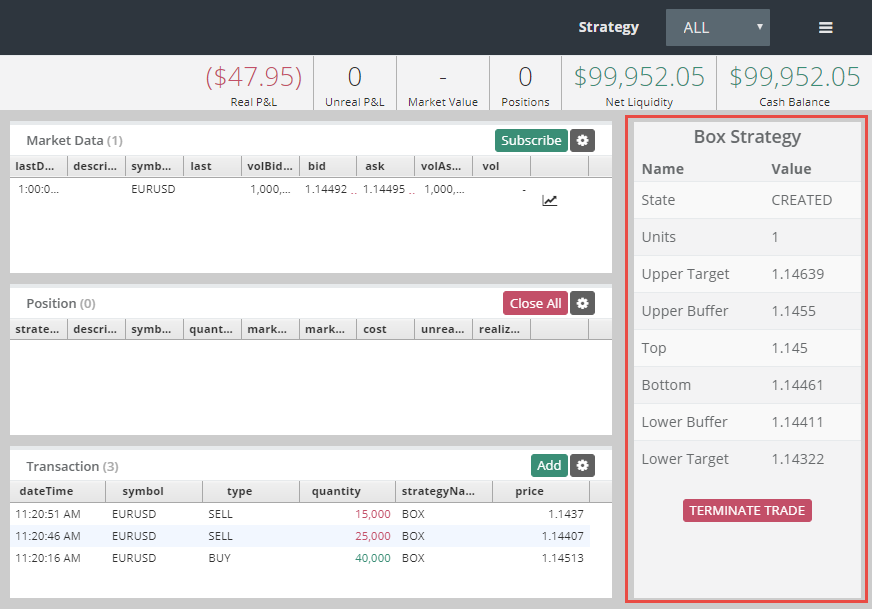 Strategy ALL
($47.95) 0 - 0 $99,952.05 $99,952.05
Real P&L Unreal P&L Market Value Positions Net Liquidity Cash Balance
Market Data (1) Subscribe
lastD... descri... symb... last volBid... bid ask volAs... vol
1:00:0... EURUSD 1,000,... 1.14492 .. 1.14495 .. 1,000,... -
Position (0) Close All
strate... descri... symb... quant... mark... mark... cost unrea... realiz...
Transaction (3) Add
dateTime symbol type quantity strategyNa... price
11:20:51 AM EURUSD SELL 15,000 BOX 1.1437
11:20:46 AM EURUSD SELL 25,000 BOX 1.14407
11:20:16 AM EURUSD BUY 40,000 BOX 1.14513
Box Strategy
Name Value
State CREATED
Units 1
Upper Target 1.14639
Upper Buffer 1.1455
Top 1.145
Bottom 1.14461
Lower Buffer 1.14411
Lower Target 1.14322
TERMINATE TRADE